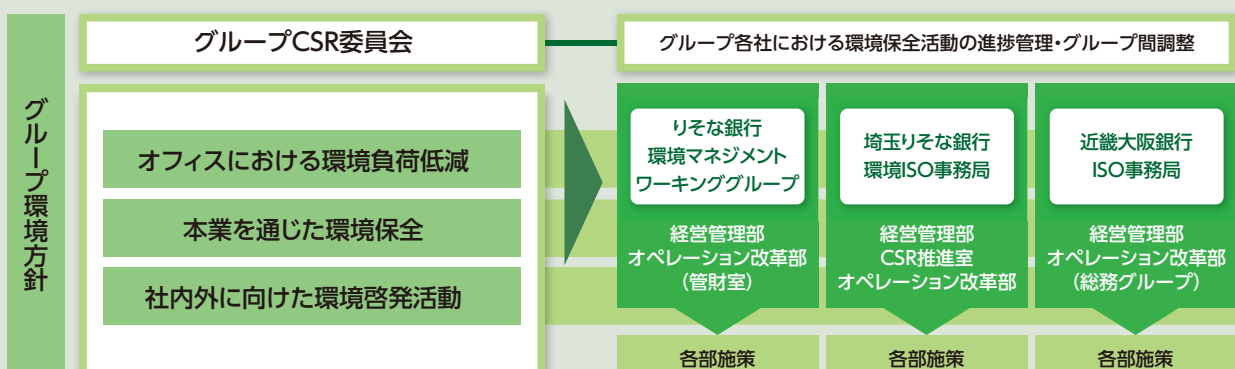 グループ環境方針
グループCSR委員会
グループ各社における環境保全活動の進捗管理・グループ間調整
オフィスにおける環境負荷低減
本業を通じた環境保全
社内外に向けた環境啓発活動
りそな銀行
環境マネジメント
ワーキンググループ
経営管理部
オペレーション改革部
（管財室）
各部施策
埼玉りそな銀行
環境ISO事務局
経営管理部
CSR推進室
オペレーション改革部
各部施策
近畿大阪銀行
ISO事務局
経営管理部
オペレーション改革部
（総務グループ）
各部施策